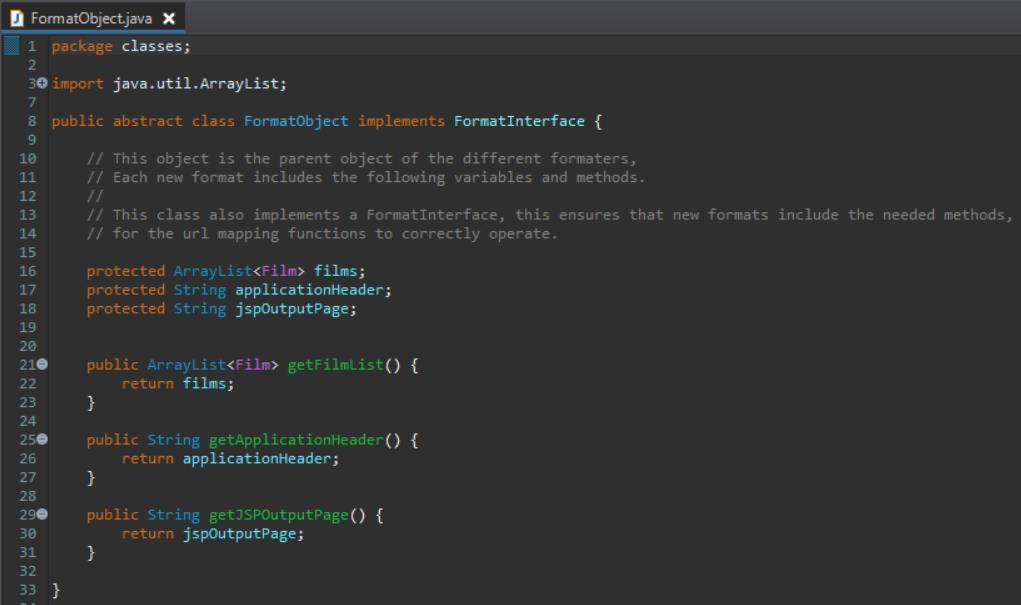 FormatObject.java
1 package classes;
2
3 import java.util.ArrayList;
7
8 public abstract class FormatObject implements FormatInterface {
9
10 // This object is the parent object of the different formaters,
11 // Each new format includes the following variables and methods.
12 //
13 // This class also implements a FormatInterface, this ensures that new formats include the needed methods,
14 // for the url mapping functions to correctly operate.
15
16 protected ArrayList<Film> films;
17 protected String applicationHeader;
18 protected String jspOutputPage;
19
20
21 public ArrayList<Film> getFilmList() {
22 return films;
23 }
24
25 public String getApplicationHeader() {
26 return applicationHeader;
27 }
28
29 public String getJSPOutputPage() {
30 return jspOutputPage;
31 }
32
33 }